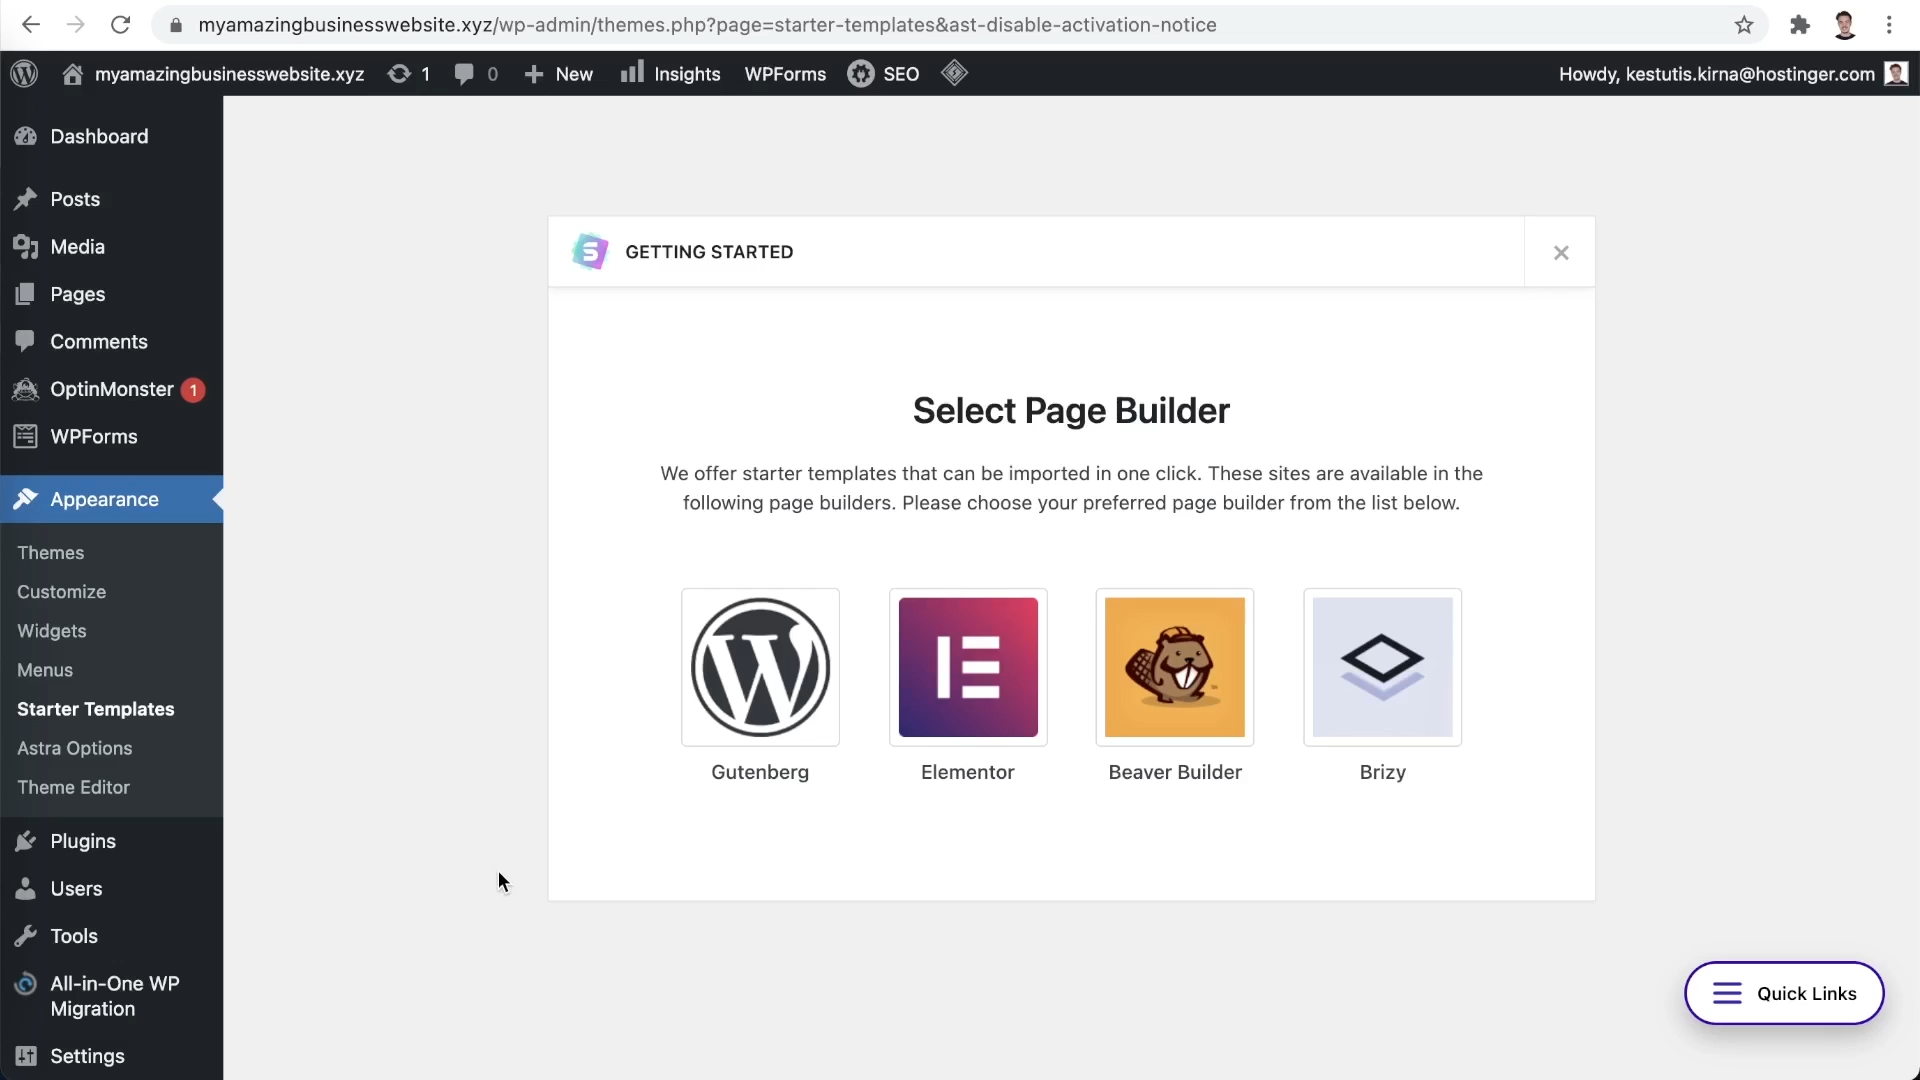 myamazingbusinesswebsite.xyz/wp-admin/themes.php?page=starter-templates&ast-disable-activation-notice
myamazingbusinesswebsite.xyz 1 0 New Insights WPForms SEO Howdy, kestutis.kirna@hostinger.com
Dashboard
Posts
Media
Pages
Comments
OptinMonster 1
WPForms
Appearance
Themes
Customize
Widgets
Menus
Starter Templates
Astra Options
Theme Editor
Plugins
Users
Tools
All-in-One WP
Migration
Settings
S GETTING STARTED
Select Page Builder
We offer starter templates that can be imported in one click. These sites are available in the
following page builders. Please choose your preferred page builder from the list below.
Gutenberg Elementor Beaver Builder Brizy
Quick Links